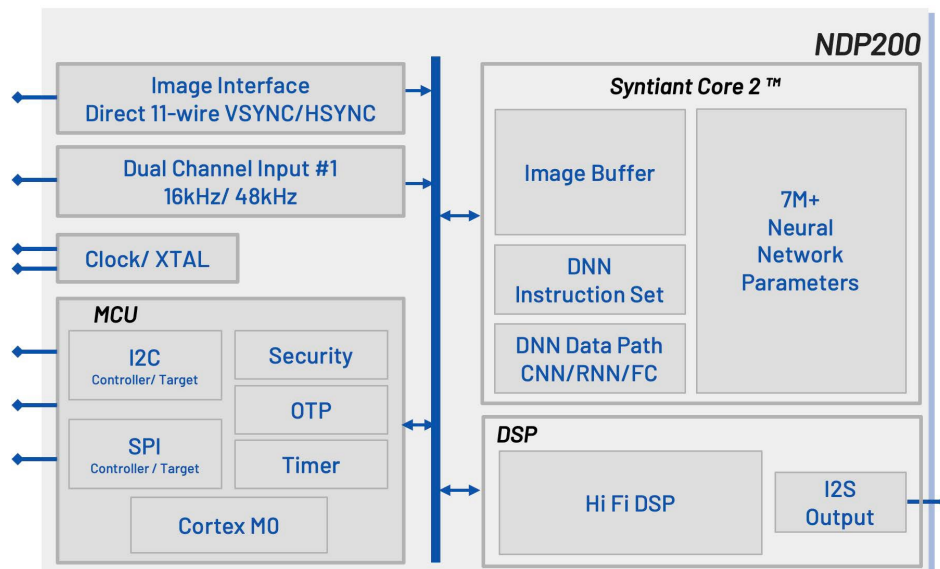 NDP200
Image Interface
Direct 11-wire VSYNC/HSYNC
Dual Channel Input #1
16kHz/ 48kHz
Clock/ XTAL
MCU
I2C
Controller/ Target
SPI
Controller / Target
Security
OTP
Timer
Cortex M0
Syntiant Core 2 ™
Image Buffer
DNN
Instruction Set
DNN Data Path
CNN/RNN/FC
7M+
Neural
Network
Parameters
DSP
Hi Fi DSP
I2S
Output